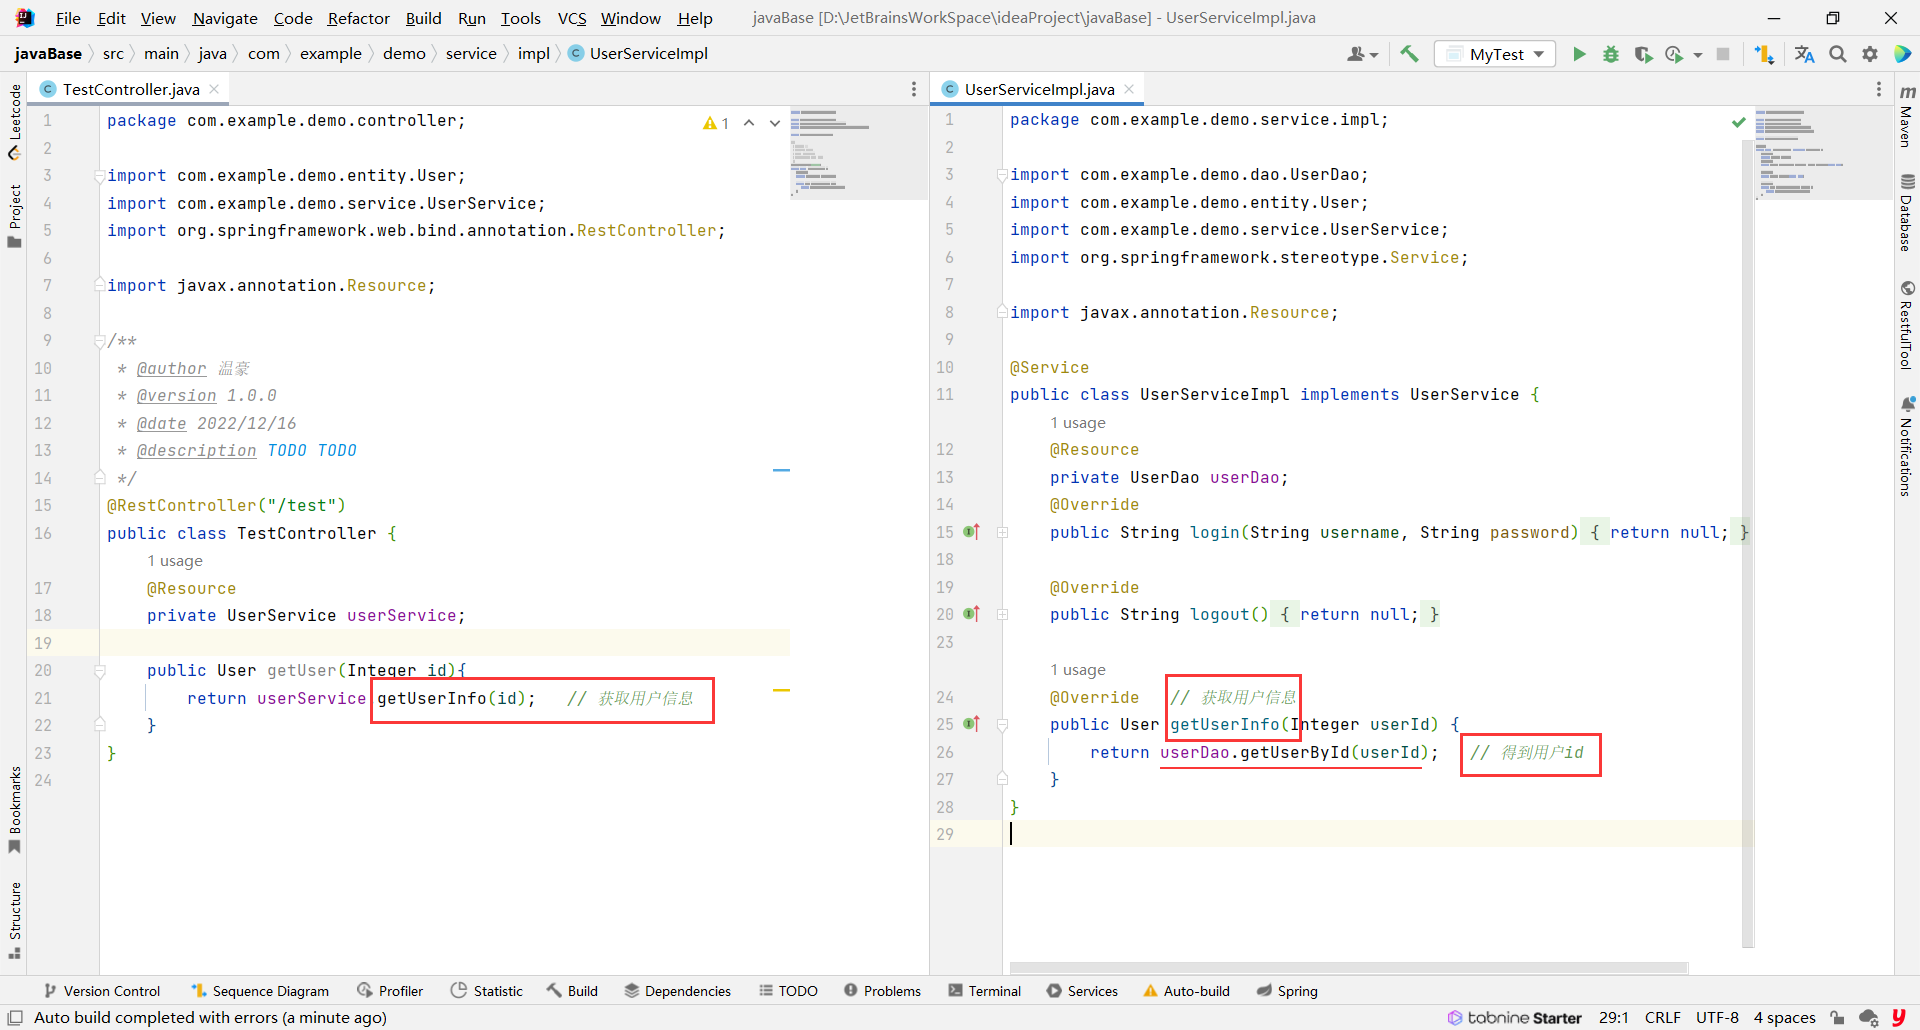 File Edit View Navigate Code Refactor Build Run Tools VCS Window Help javaBase [D:\JetBrainsWorkSpace\ideaProject\javaBase] - UserServiceImpl.java
javaBase src main java com example demo service impl UserServiceImpl MyTest
TestController.java
1 package com.example.demo.controller;
1
2
3 import com.example.demo.entity.User;
4 import com.example.demo.service.UserService;
5 import org.springframework.web.bind.annotation.RestController;
6
7 import javax.annotation.Resource;
8
9 /**
10 * @author 温豪
11 * @version 1.0.0
12 * @date 2022/12/16
13 * @description TODO TODO
14 */
15 @RestController("/test")
16 public class TestController {
1 usage
17 @Resource
18 private UserService userService;
19
20 public User getUser(Integer id){
21 return userService getUserInfo(id); // 获取用户信息
22 }
23 }
24
UserServiceImpl.java
1 package com.example.demo.service.impl;
2
3 import com.example.demo.dao.UserDao;
4 import com.example.demo.entity.User;
5 import com.example.demo.service.UserService;
6 import org.springframework.stereotype.Service;
7
8 import javax.annotation.Resource;
9
10 @Service
11 public class UserServiceImpl implements UserService {
1 usage
12 @Resource
13 private UserDao userDao;
14 @Override
15 public String login(String username, String password) { return null; }
18
19 @Override
20 public String logout() { return null; }
23
1 usage
24 @Override // 获取用户信息
25 public User getUserInfo(Integer userId) {
26 return userDao.getUserById(userId); // 得到用户id
27 }
28 }
29
Leetcode
Project
Bookmarks
Structure
Maven
Database
RestfulTool
Notifications
Version Control Sequence Diagram Profiler Statistic Build Dependencies TODO Problems Terminal Services Auto-build Spring
Auto build completed with errors (a minute ago) tabnine Starter 29:1 CRLF UTF-8 4 spaces